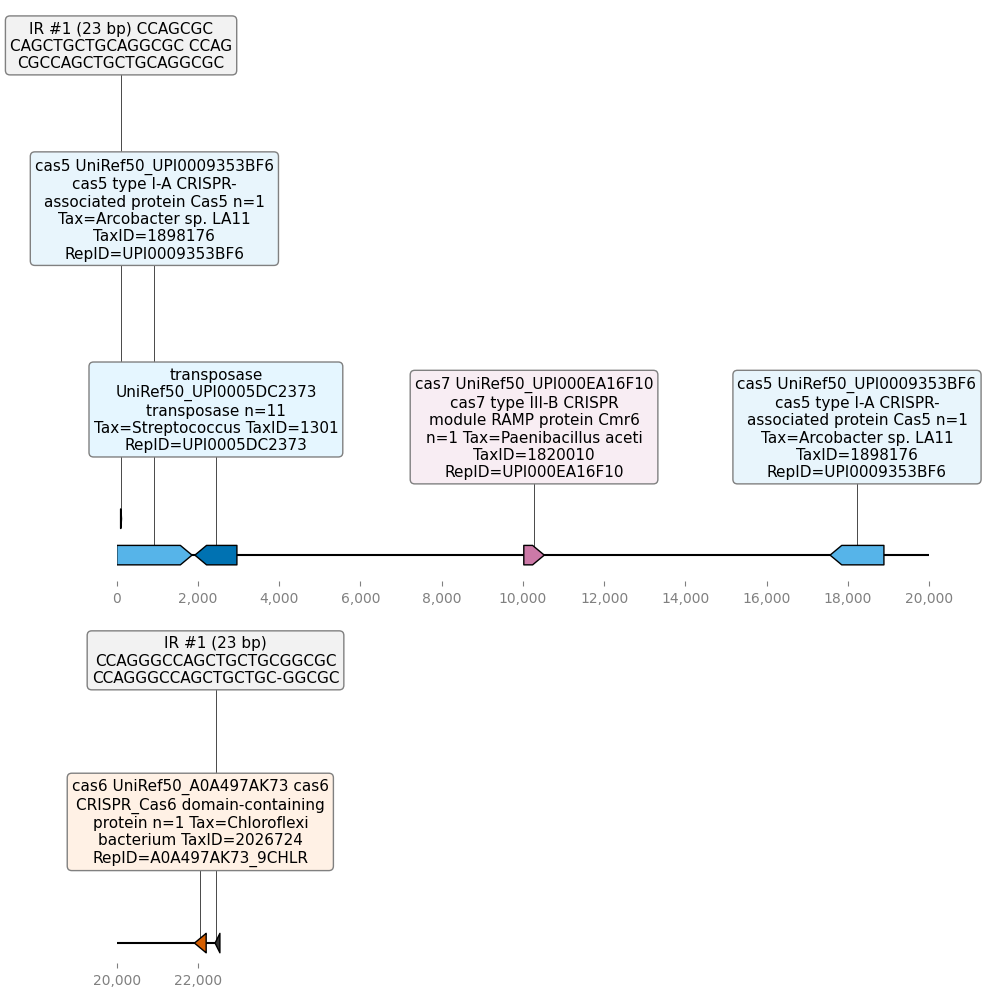 IR #1 (23 bp) CCAGCGC
CAGCTGCTGCAGGCGC CCAG
CGCCAGCTGCTGCAGGCGC
cas5 UniRef50_UPI0009353BF6
cas5 type I-A CRISPR-
associated protein Cas5 n=1
Tax=Arcobacter sp. LA11
TaxID=1898176
RepID=UPI0009353BF6
transposase
UniRef50_UPI0005DC2373
transposase n=11
Tax=Streptococcus TaxID=1301
RepID=UPI0005DC2373
cas7 UniRef50_UPI000EA16F10
cas7 type III-B CRISPR
module RAMP protein Cmr6
n=1 Tax=Paenibacillus aceti
TaxID=1820010
RepID=UPI000EA16F10
cas5 UniRef50_UPI0009353BF6
cas5 type I-A CRISPR-
associated protein Cas5 n=1
Tax=Arcobacter sp. LA11
TaxID=1898176
RepID=UPI0009353BF6
0 2,000 4,000 6,000 8,000 10,000 12,000 14,000 16,000 18,000 20,000
IR #1 (23 bp)
CCAGGGCCAGCTGCTGCGGCGC
CCAGGGCCAGCTGCTGC-GGCGC
cas6 UniRef50_A0A497AK73 cas6
CRISPR_Cas6 domain-containing
protein n=1 Tax=Chloroflexi
bacterium TaxID=2026724
RepID=A0A497AK73_9CHLR
20,000 22,000